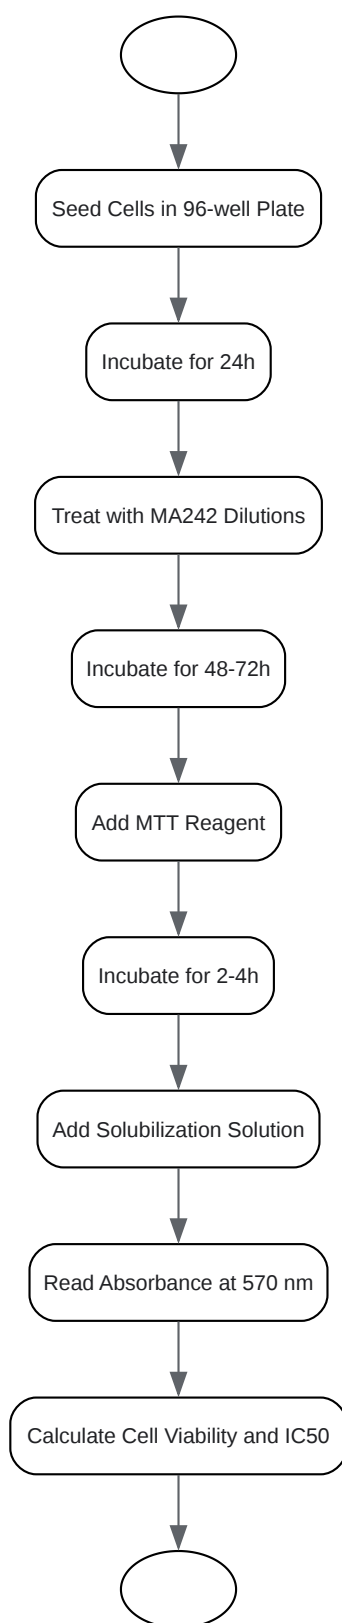 Seed Cells in 96-well Plate
Incubate for 24h
Treat with MA242 Dilutions
Incubate for 48-72h
Add MTT Reagent
Incubate for 2-4h
Add Solubilization Solution
Read Absorbance at 570 nm
Calculate Cell Viability and IC50